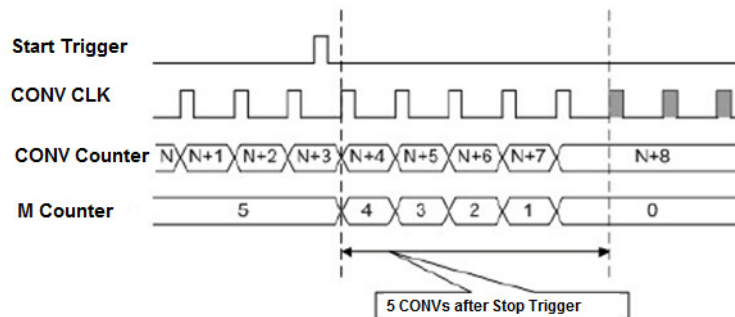 Start Trigger
CONV CLK
CONV Counter N N+1 N+2 N+3 N+4 N+5 N+6 N+7 N+8
M Counter 5 4 3 2 1 0
5 CONVs after Stop Trigger